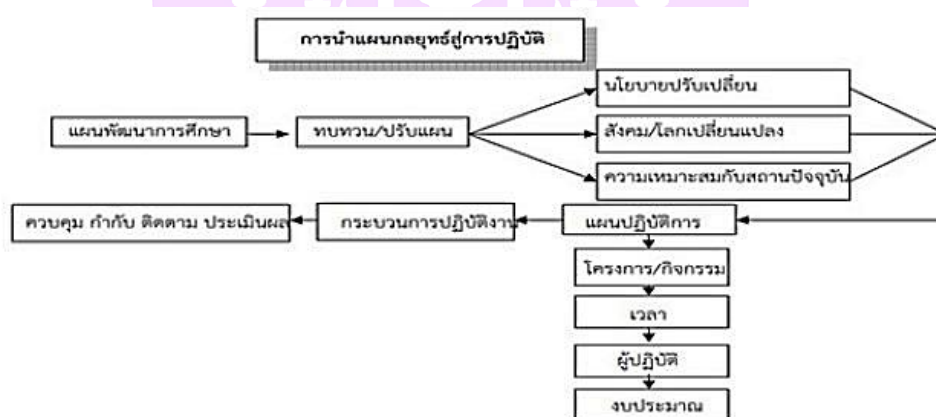 การนำแผนกลยุทธ์สู่การปฏิบัติ
นโยบายปรับเปลี่ยน
แผนพัฒนาการศึกษา
ทบทวน/ปรับแผน
สังคม/โลกเปลี่ยนแปลง
ความเหมาะสมกับสถานปัจจุบัน
ควบคุม กำกับ ติดตาม ประเมินผล
กระบวนการปฏิบัติงาน
แผนปฏิบัติการ
โครงการ/กิจกรรม
เวลา
ผู้ปฏิบัติ
งบประมาณ